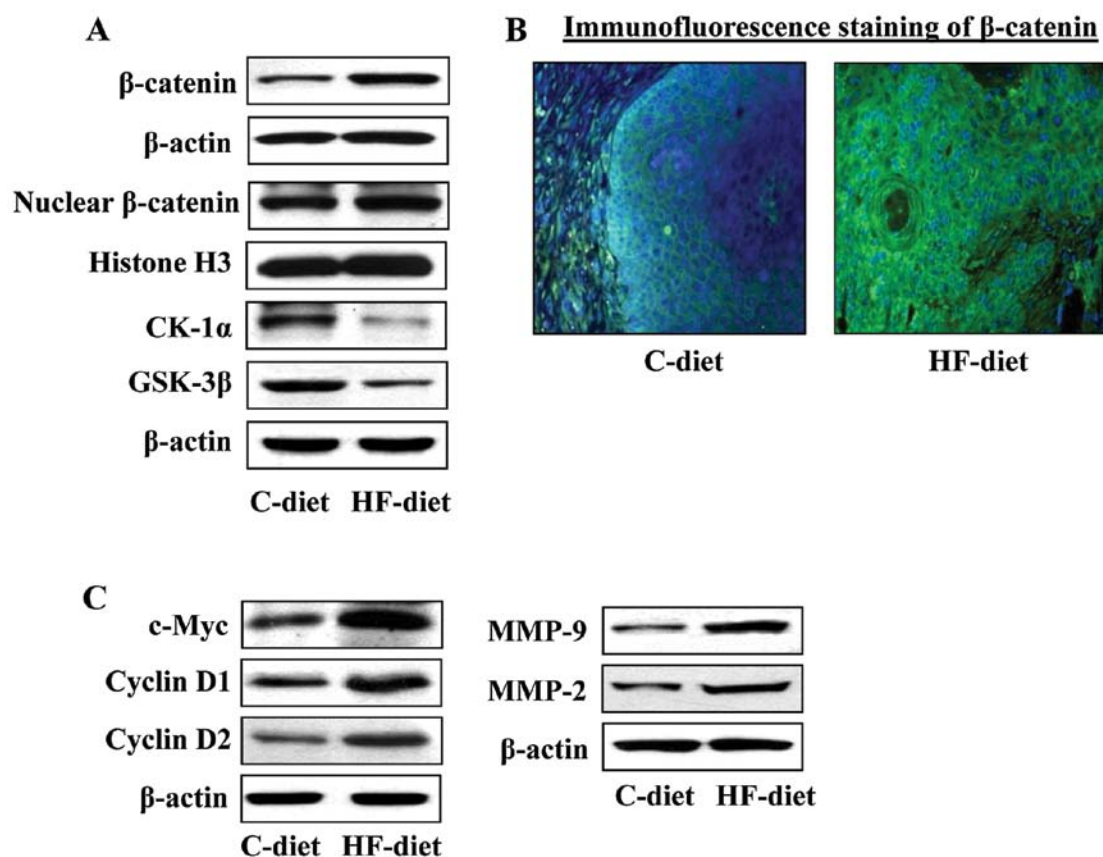 A
β-catenin
β-actin
Nuclear β-catenin
Histone H3
CK-1α
GSK-3β
β-actin
C-diet HF-diet
B
Immunofluorescence staining of β-catenin
C-diet HF-diet
C
c-Myc
Cyclin D1
Cyclin D2
β-actin
C-diet HF-diet
MMP-9
MMP-2
β-actin
C-diet HF-diet